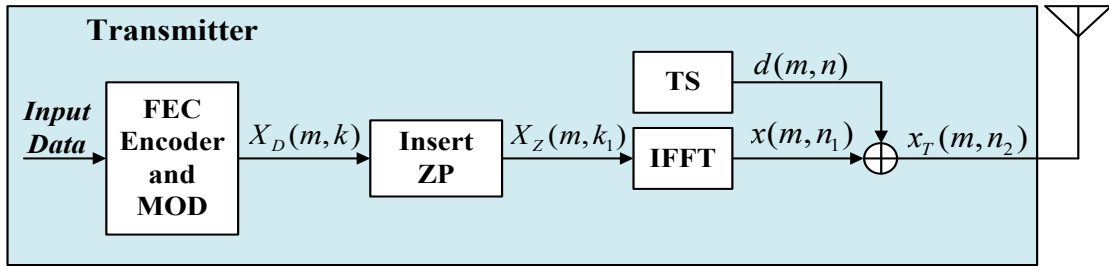 Transmitter
Input
Data
FEC
Encoder
and
MOD
X_D(m,k)
Insert
ZP
X_Z(m,k_1)
TS
d(m,n)
IFFT
x(m,n_1)
x_T(m,n_2)